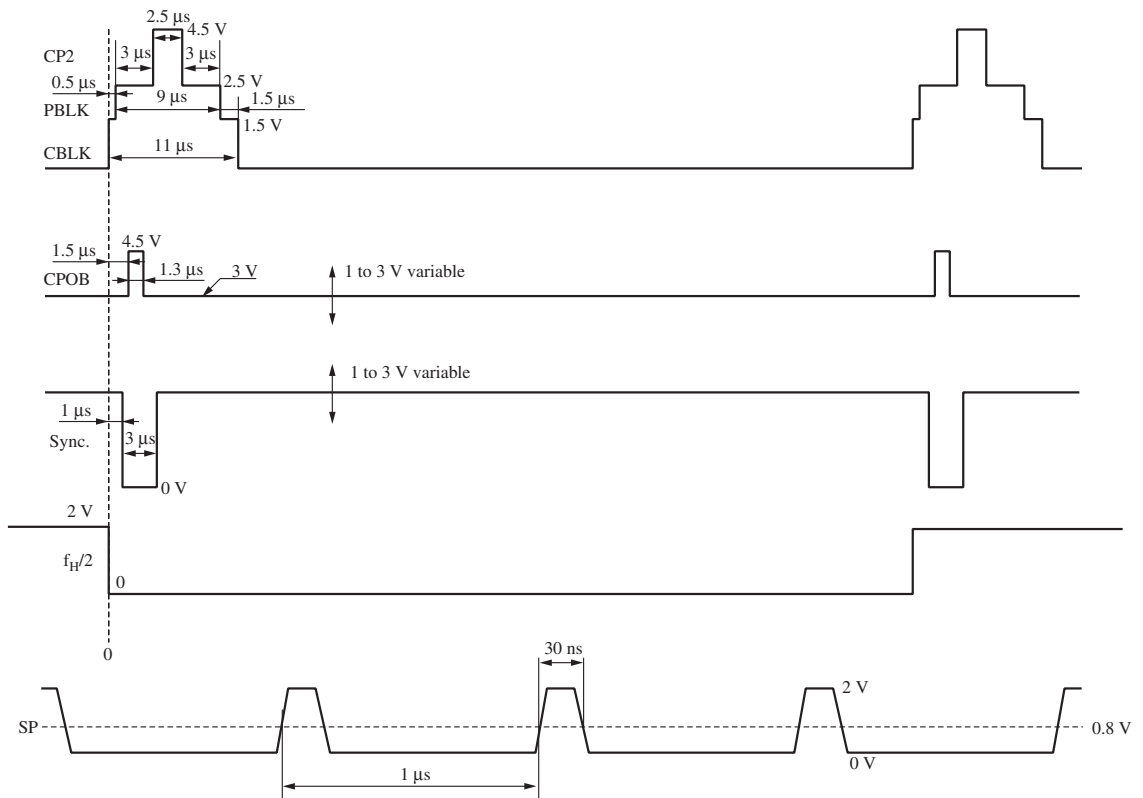 2.5 µs
4.5 V
CP2
3 µs
3 µs
0.5 µs
2.5 V
PBLK
9 µs
1.5 µs
1.5 V
CBLK
11 µs
1.5 µs
4.5 V
CPOB
1.3 µs
3 V
1 to 3 V variable
1 to 3 V variable
1 µs
Sync.
3 µs
0 V
2 V
fH/2
0
0
30 ns
2 V
SP
0.8 V
0 V
1 µs